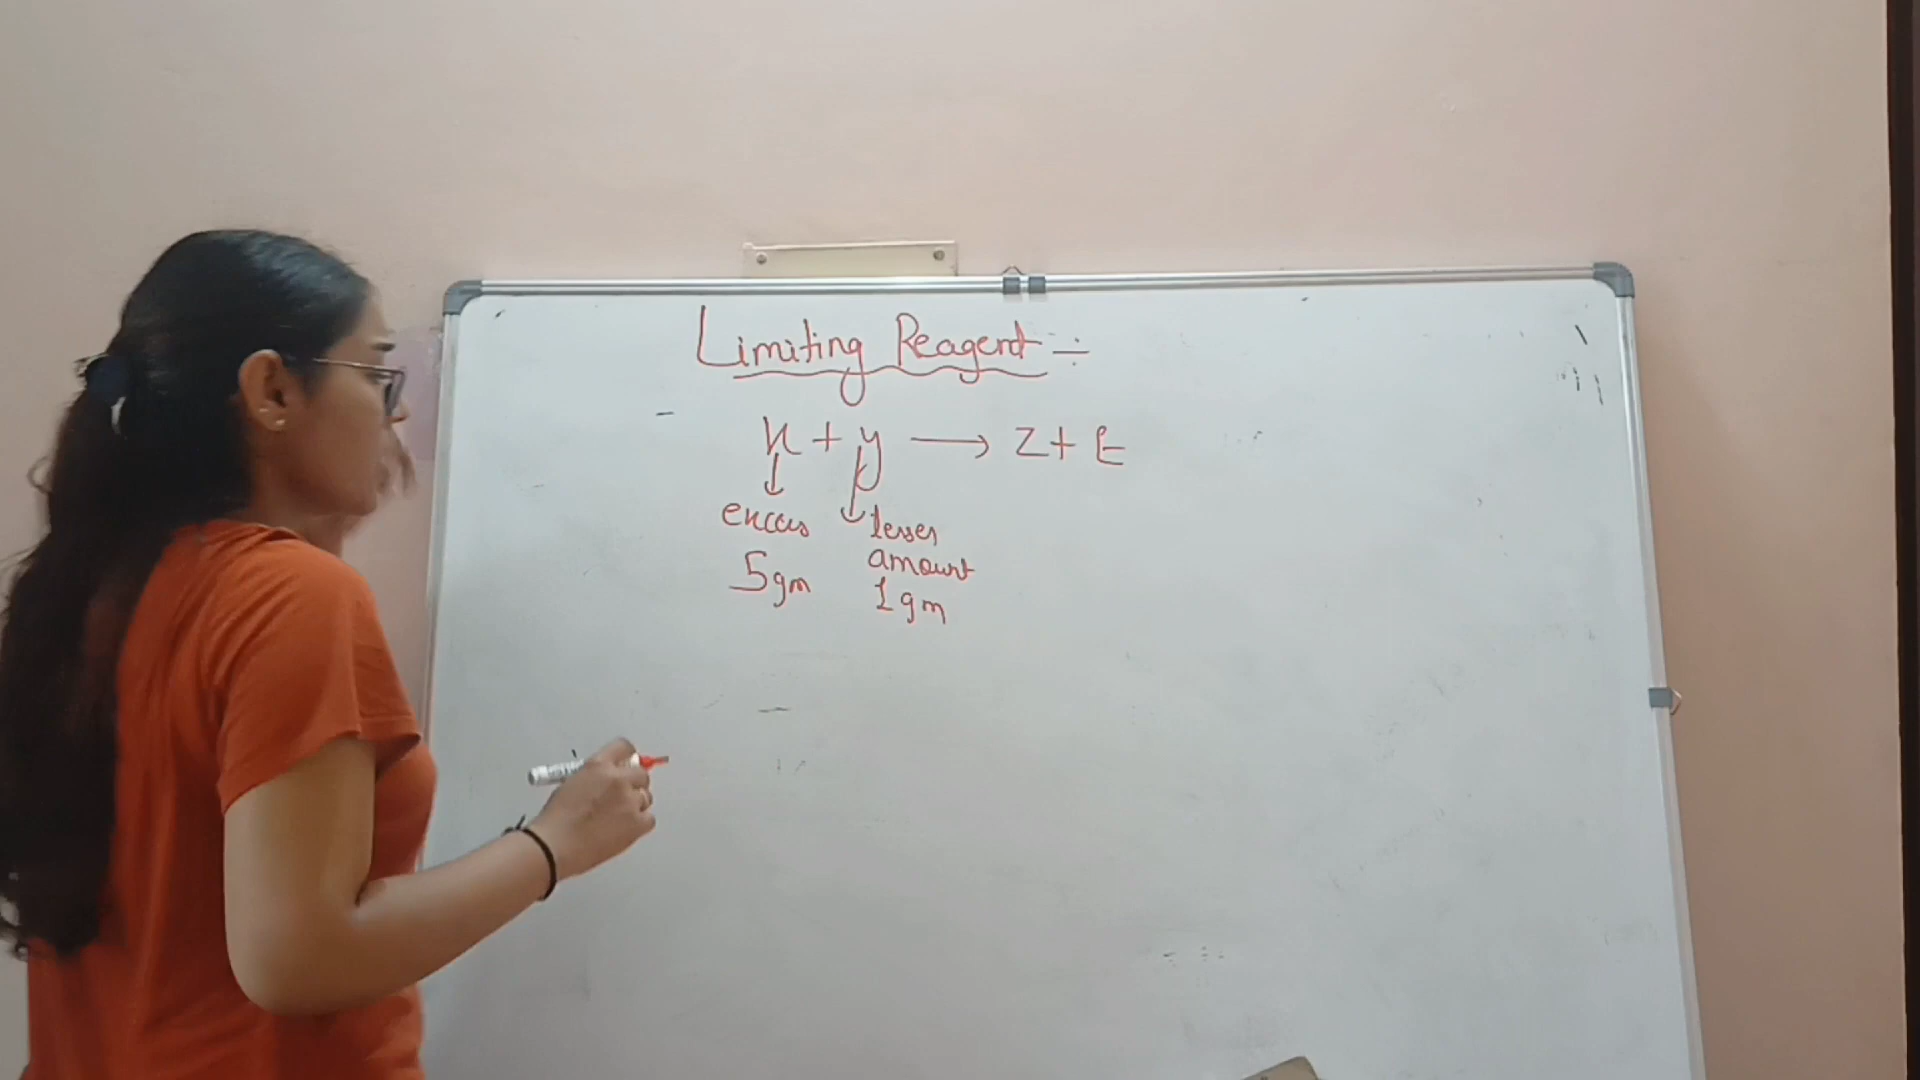 Limiting Reagent :-
x + y → z + t
excess lesser
5gm amount
1gm